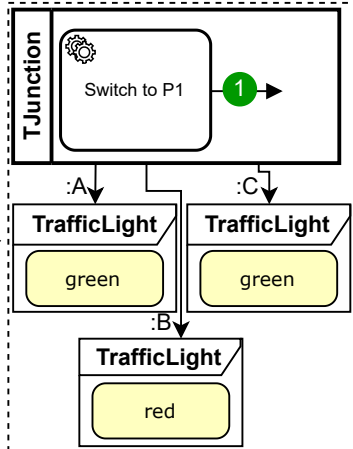 TJunction
Switch to P1
1
:A
:C
TrafficLight
TrafficLight
green
green
:B
TrafficLight
red